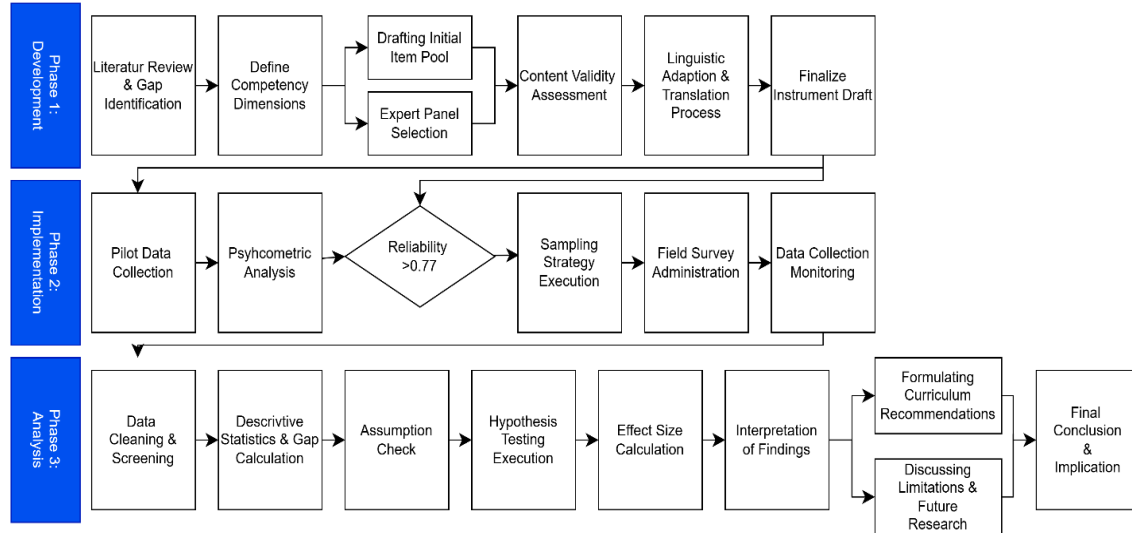 Phase 1:
Development
Literatur Review
& Gap
Identification
Define
Competency
Dimensions
Drafting Initial
Item Pool
Expert Panel
Selection
Content Validity
Assessment
Linguistic
Adaption &
Translation
Process
Finalize
Instrument Draft
Phase 2:
Implementation
Pilot Data
Collection
Psyhcometric
Analysis
Reliability
>0.77
Sampling
Strategy
Execution
Field Survey
Administration
Data Collection
Monitoring
Phase 3:
Analysis
Data
Cleaning &
Screening
Descrivtive
Statistics & Gap
Calculation
Assumption
Check
Hypothesis
Testing
Execution
Effect Size
Calculation
Interpretation
of Findings
Formulating
Curriculum
Recommendations
Discussing
Limitations &
Future
Research
Final
Conclusion
&
Implication